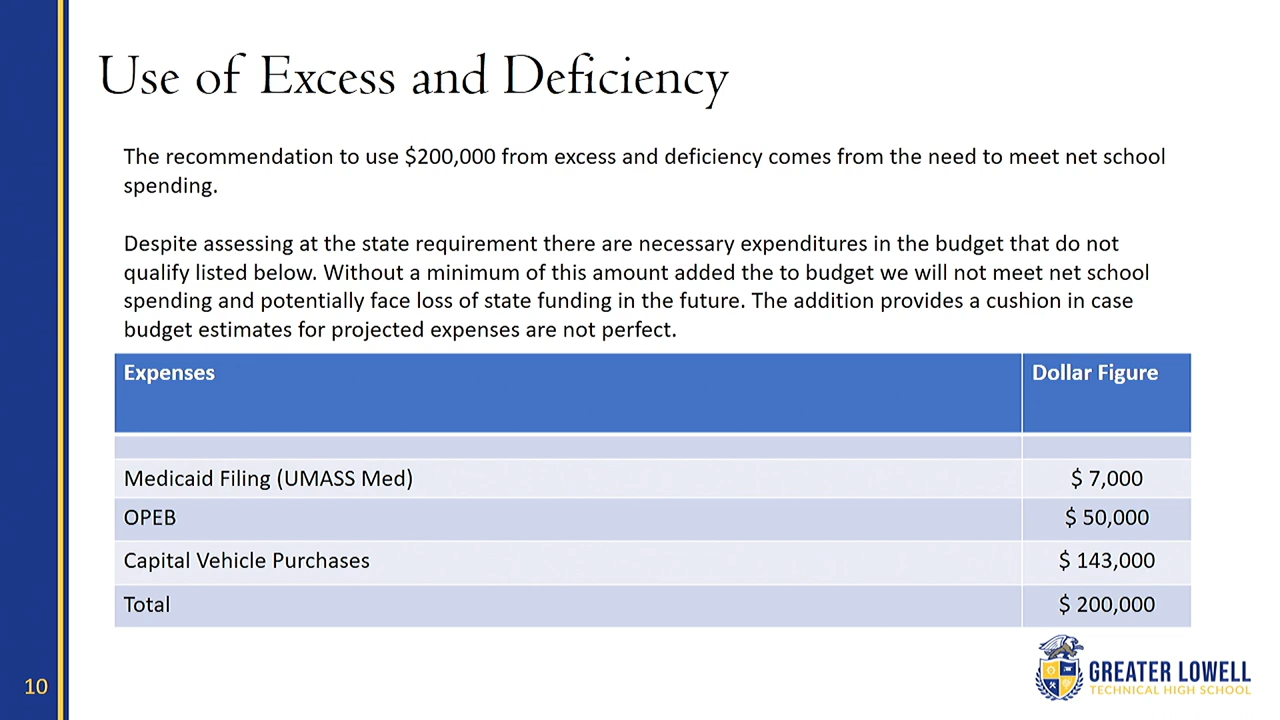 Use of Excess and Deficiency
The recommendation to use $200,000 from excess and deficiency comes from the need to meet net school
spending.
Despite assessing at the state requirement there are necessary expenditures in the budget that do not
qualify listed below. Without a minimum of this amount added the to budget we will not meet net school
spending and potentially face loss of state funding in the future. The addition provides a cushion in case
budget estimates for projected expenses are not perfect.
Expenses Dollar Figure
Medicaid Filing (UMASS Med) $ 7,000
OPEB $ 50,000
Capital Vehicle Purchases $ 143,000
Total $ 200,000
10
GREATER LOWELL
TECHNICAL HIGH SCHOOL